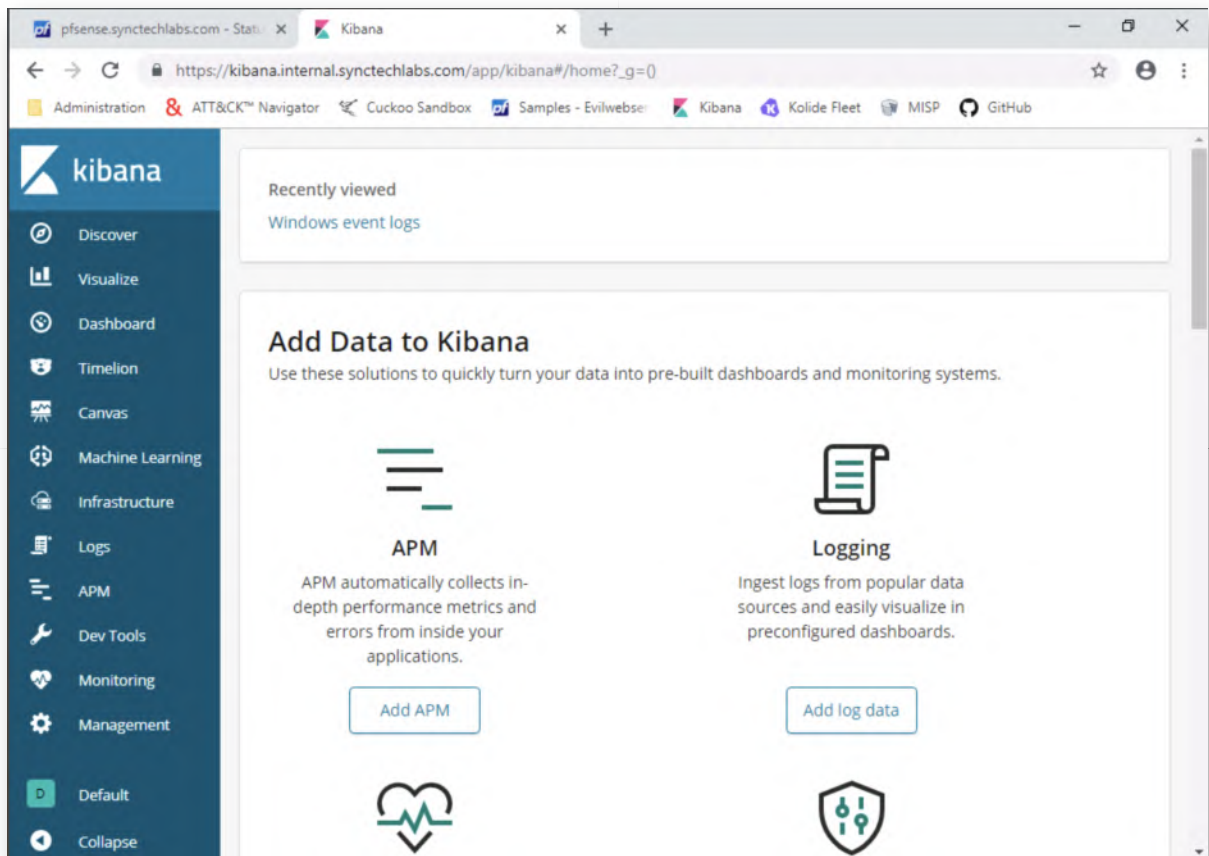 pfsense.synctechlabs.com - Statu
Kibana
https://kibana.internal.synctechlabs.com/app/kibana#/home?_g=()
Administration ATT&CK™ Navigator Cuckoo Sandbox Samples - Evilwebser Kibana Kolide Fleet MISP GitHub
kibana
Discover
Visualize
Dashboard
Timelion
Canvas
Machine Learning
Infrastructure
Logs
APM
Dev Tools
Monitoring
Management
D Default
Collapse
Recently viewed
Windows event logs
Add Data to Kibana
Use these solutions to quickly turn your data into pre-built dashboards and monitoring systems.
APM
APM automatically collects in-
depth performance metrics and
errors from inside your
applications.
Add APM
Logging
Ingest logs from popular data
sources and easily visualize in
preconfigured dashboards.
Add log data